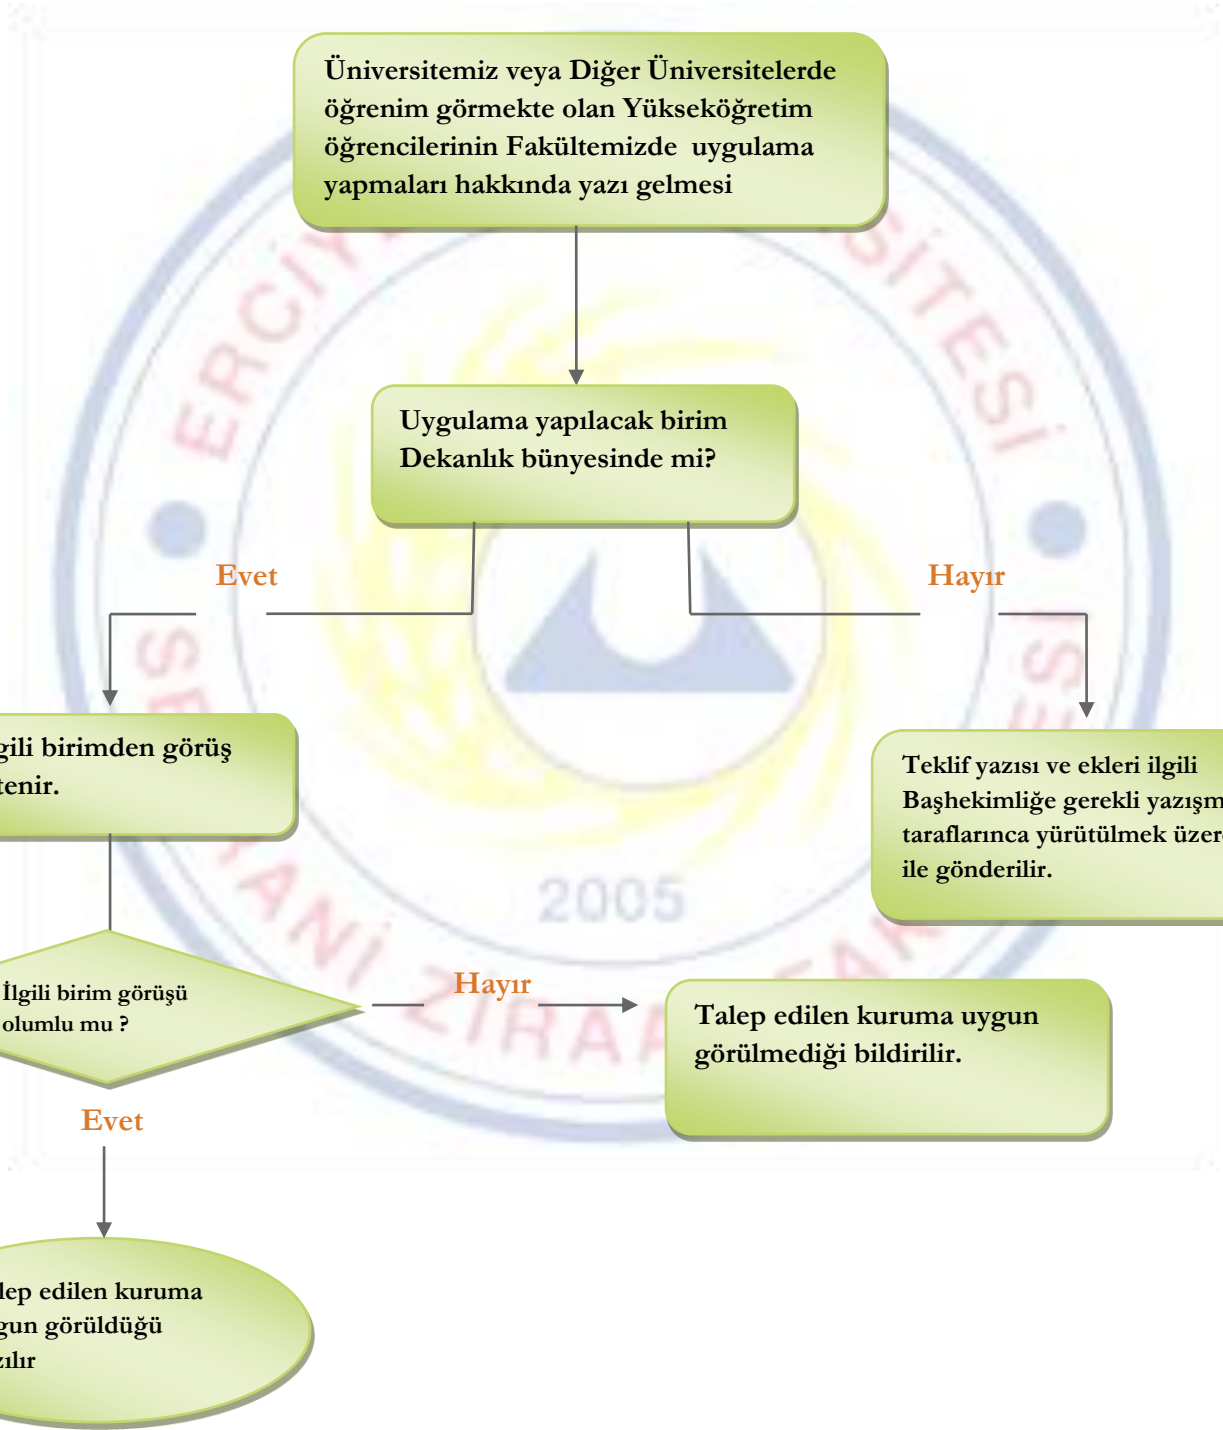 Üniversitemiz veya Diğer Üniversitelerde
öğrenim görmekte olan Yükseköğretim
öğrencilerinin Fakültemizde uygulama
yapmaları hakkında yazı gelmesi
Uygulama yapılacak birim
Dekanlık bünyesinde mi?
Evet
Hayır
birimden görüş
Teklif yazısı ve ekleri ilgili
Başhekimliğe gerekli
taraflarınca yürütülmek
ile gönderilir.
2005
İlgili birim görüşü
olumlu mu ?
Hayır
Talep edilen kuruma uygun
görülmediği bildirilir.
Evet
edilen kuruma
görüldüğü